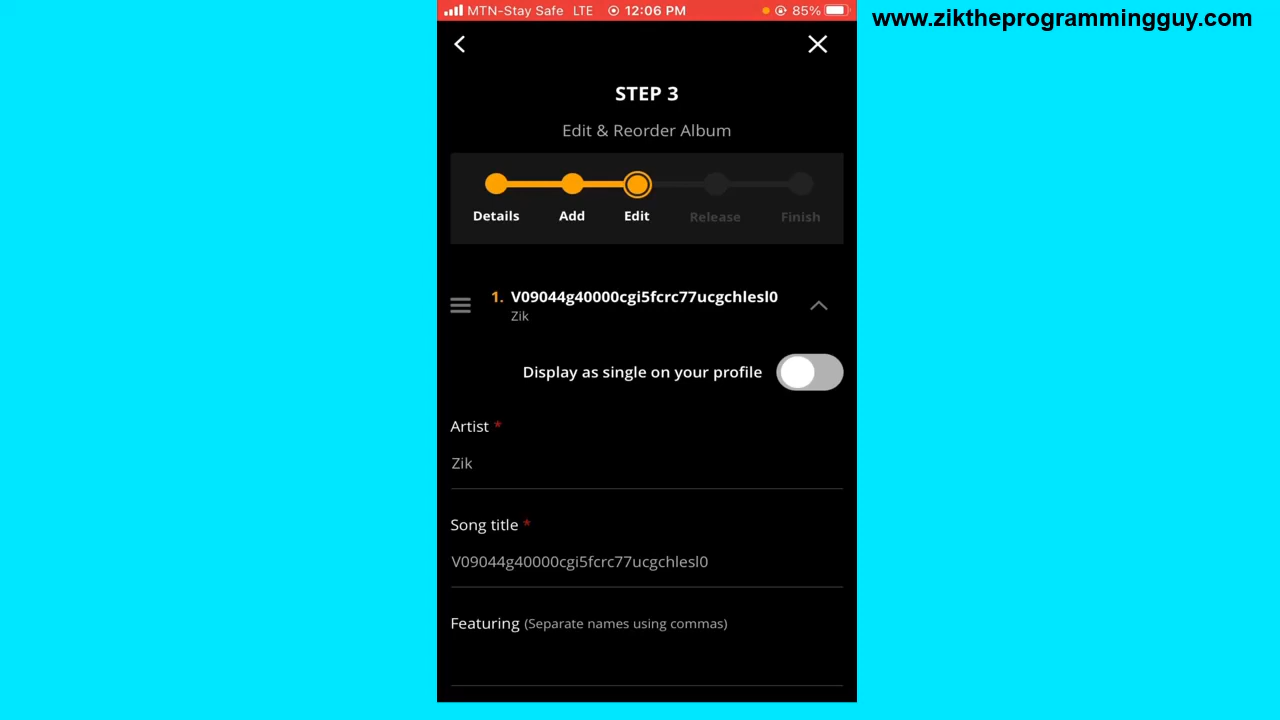 MTN-Stay Safe LTE 12:06 PM 85%
www.ziktheprogrammingguy.com
STEP 3
Edit & Reorder Album
Details Add Edit Release Finish
1. V09044g40000cgi5fcrc77ucgchlesl0
Zik
Display as single on your profile
Artist *
Zik
Song title *
V09044g40000cgi5fcrc77ucgchlesl0
Featuring (Separate names using commas)